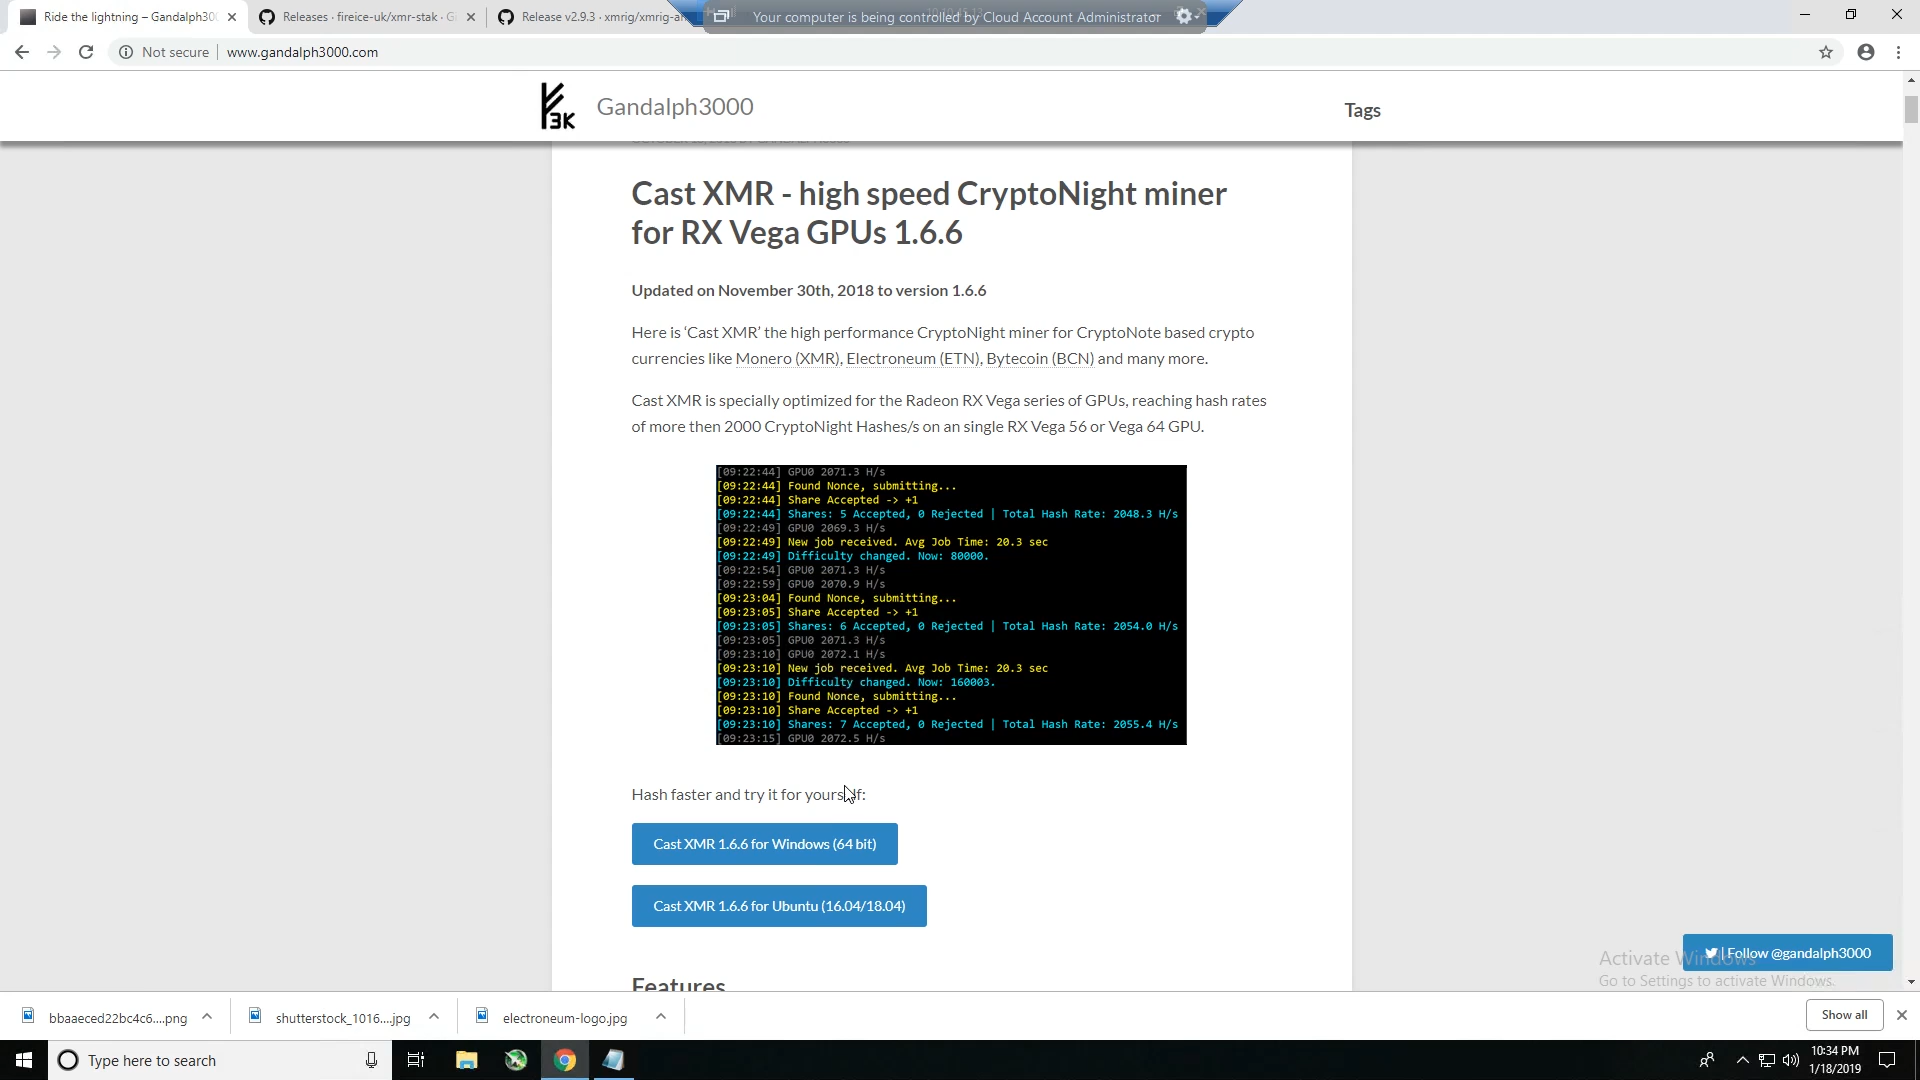 Ride the lightning – Gandalph30
Releases · fireice-uk/xmr-stak · G
Release v2.9.3 · xmrig/xmrig-a
Your computer is being controlled by Cloud Account Administrator
Not secure
www.gandalph3000.com
3K
Gandalph3000
Tags
Cast XMR - high speed CryptoNight miner
for RX Vega GPUs 1.6.6
Updated on November 30th, 2018 to version 1.6.6
Here is ‘Cast XMR’ the high performance CryptoNight miner for CryptoNote based crypto
currencies like Monero (XMR), Electroneum (ETN), Bytecoin (BCN) and many more.
Cast XMR is specially optimized for the Radeon RX Vega series of GPUs, reaching hash rates
of more then 2000 CryptoNight Hashes/s on an single RX Vega 56 or Vega 64 GPU.
[09:22:44] GPU0 2071.3 H/s
[09:22:44] Found Nonce, submitting...
[09:22:44] Share Accepted -> +1
[09:22:44] Shares: 5 Accepted, 0 Rejected | Total Hash Rate: 2048.3 H/s
[09:22:49] GPU0 2069.3 H/s
[09:22:49] New job received. Avg Job Time: 20.3 sec
[09:22:49] Difficulty changed. Now: 80000.
[09:22:54] GPU0 2071.3 H/s
[09:22:59] GPU0 2070.9 H/s
[09:23:04] Found Nonce, submitting...
[09:23:05] Share Accepted -> +1
[09:23:05] Shares: 6 Accepted, 0 Rejected | Total Hash Rate: 2054.0 H/s
[09:23:05] GPU0 2071.3 H/s
[09:23:10] GPU0 2072.1 H/s
[09:23:10] New job received. Avg Job Time: 20.3 sec
[09:23:10] Difficulty changed. Now: 160003.
[09:23:10] Found Nonce, submitting...
[09:23:10] Share Accepted -> +1
[09:23:10] Shares: 7 Accepted, 0 Rejected | Total Hash Rate: 2055.4 H/s
[09:23:15] GPU0 2072.5 H/s
Hash faster and try it for yourself:
Cast XMR 1.6.6 for Windows (64 bit)
Cast XMR 1.6.6 for Ubuntu (16.04/18.04)
Features
| Follow @gandalph3000
Activate Windows
Go to Settings to activate Windows.
bbaaeced22bc4c6....png
shutterstock_1016....jpg
electroneum-logo.jpg
Show all
Type here to search
10:34 PM
1/18/2019